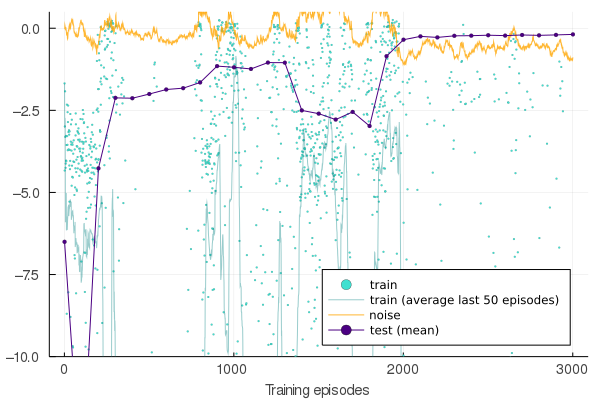 0.0
−2.5
−5.0
−7.5
−10.0
0
1000
2000
3000
Training episodes
train
train (average last 50 episodes)
noise
test (mean)